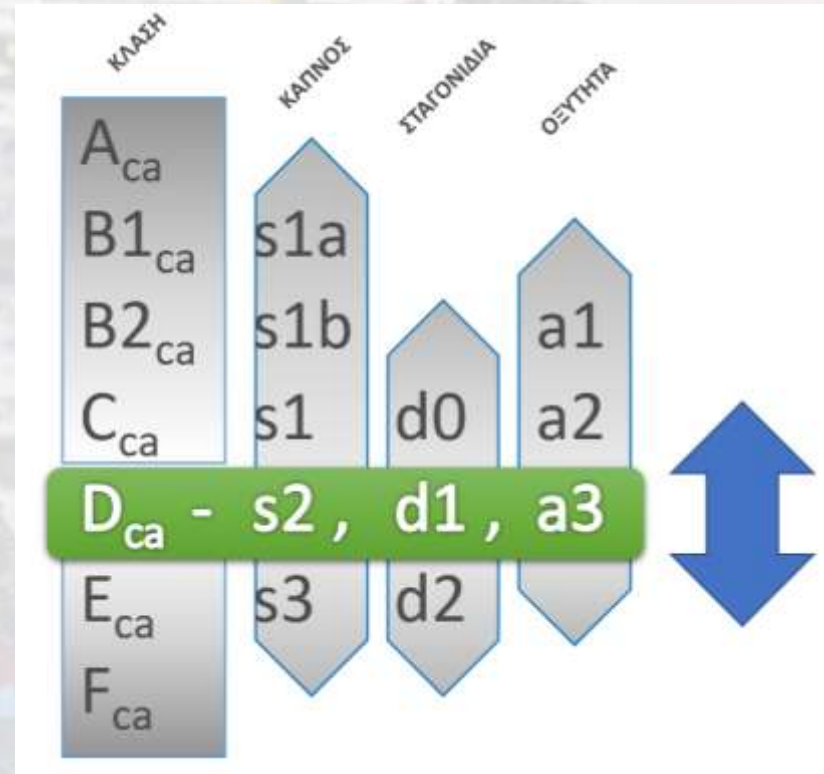 ΚΛΑΣΗ ΚΑΠΝΟΣ ΣΤΑΓΟΝΙΔΙΑ ΟΞΥΤΗΤΑ
Aca
B1ca s1a
B2ca s1b a1
Cca s1 d0 a2
Dca - s2 , d1 , a3
Eca s3 d2
Fca